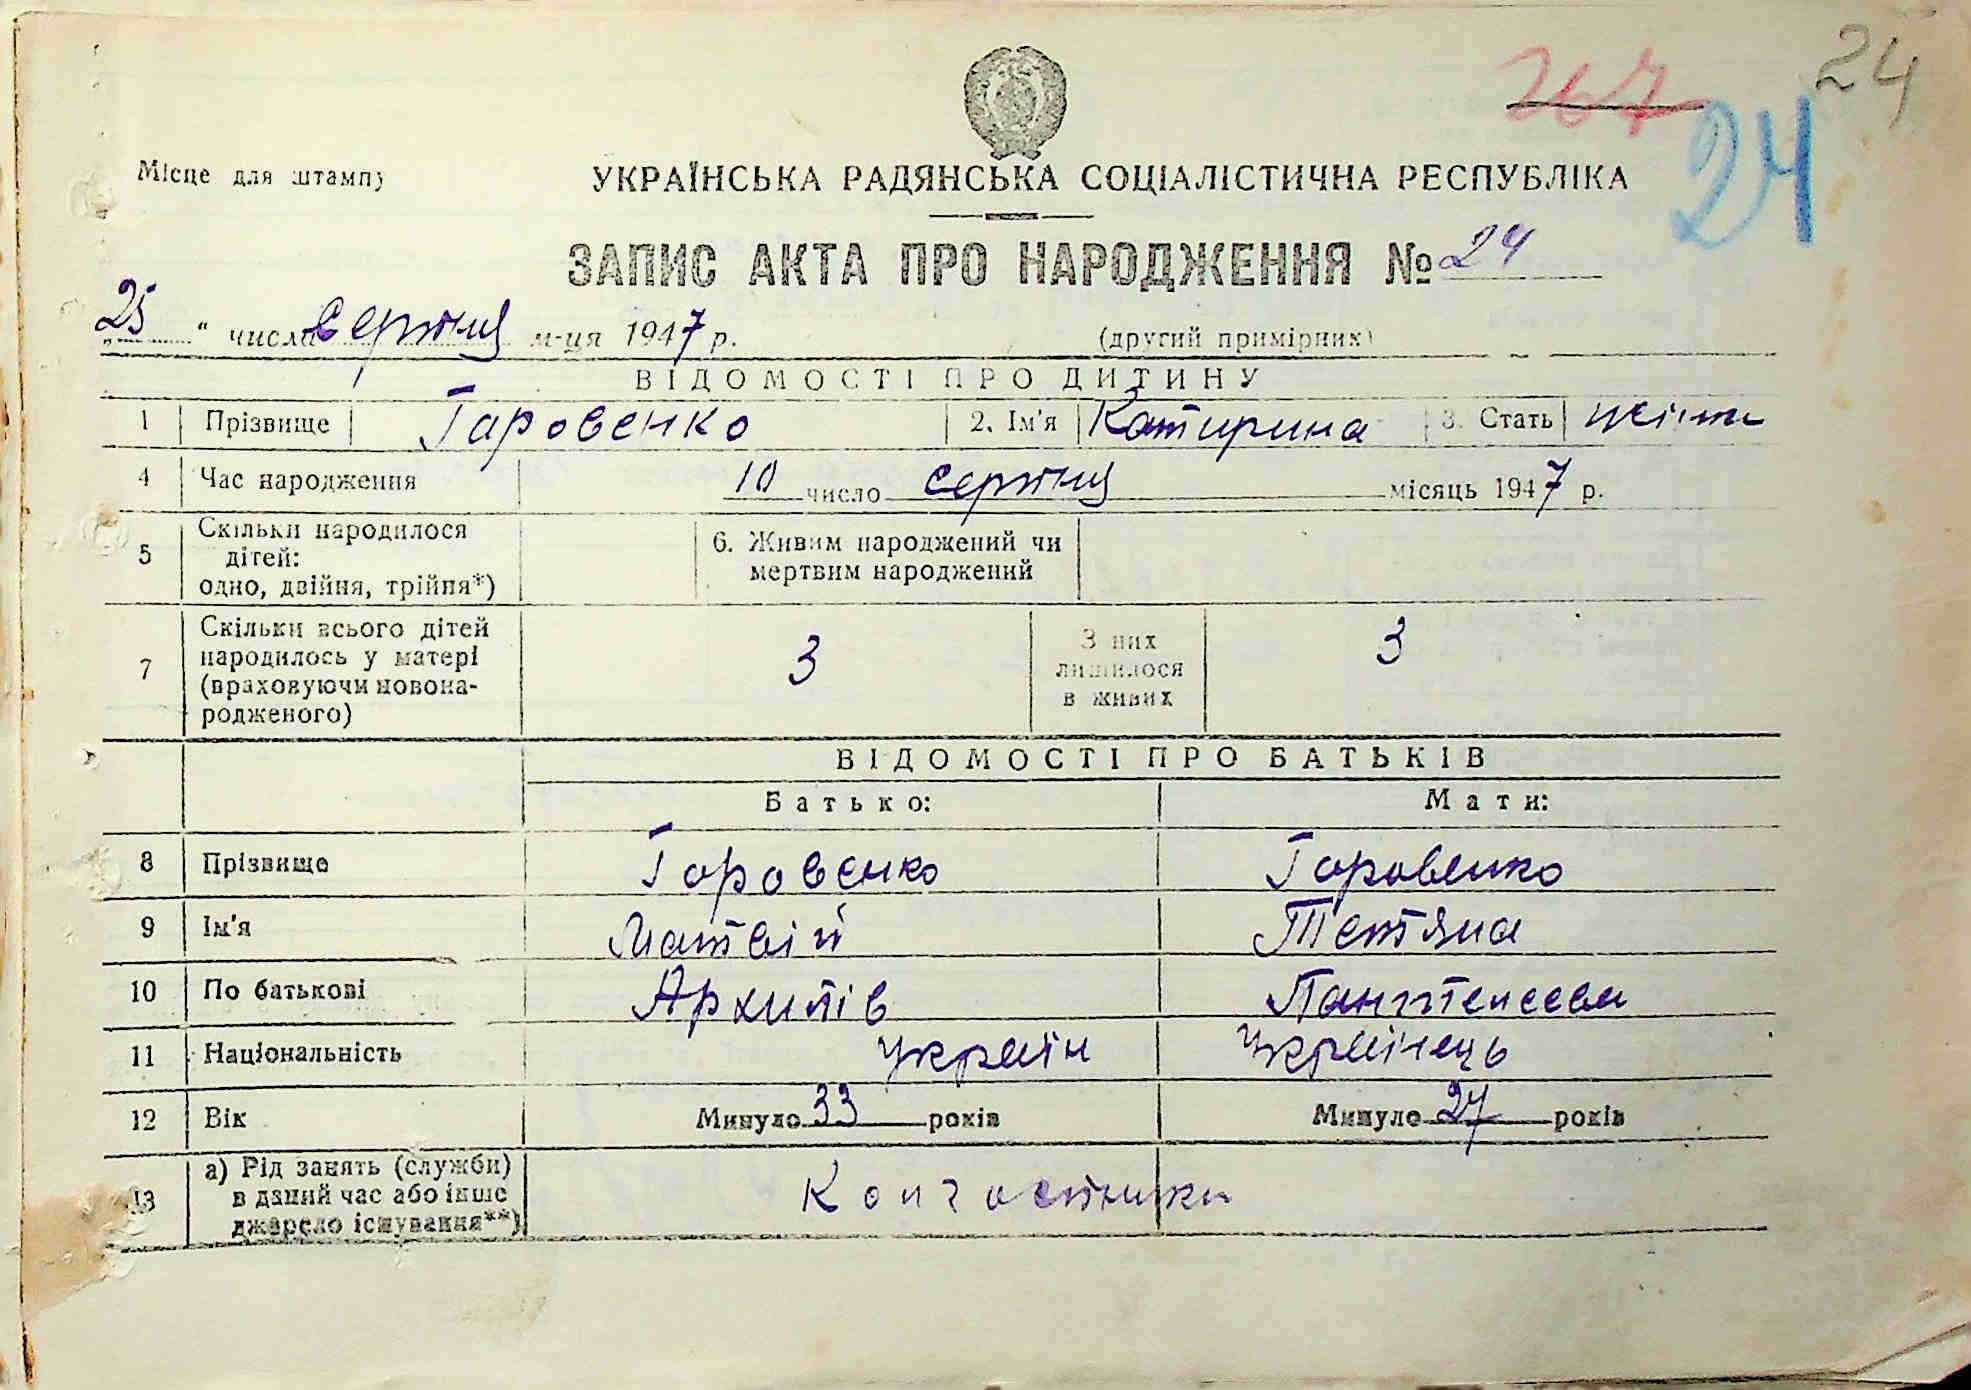 267 24
24
Місце для штампу
УКРАЇНСЬКА РАДЯНСЬКА СОЦІАЛІСТИЧНА РЕСПУБЛІКА
ЗАПИС АКТА ПРО НАРОДЖЕННЯ № 24
„25“ числа серпня м-ця 1947 р. (другий примірник)
ВІДОМОСТІ ПРО ДИТИНУ
1 Прізвище Горовенко 2. Ім'я Катирина 3. Стать
4 Час народження 10 число серпня місяць 1947 р.
5 Скільки народилося дітей: одно, двійня, трійня*) 6. Живим народжений чи мертвим народжений
7 Скільки всього дітей народилось у матері (враховуючи новонародженого) 3 З них лишилося в живих 3
ВІДОМОСТІ ПРО БАТЬКІВ
Батько: Мати:
8 Прізвище Горовенко Горовенко
9 Ім'я Матвій Тетяна
10 По батькові Архипів Пантелеєв
11 Національність Україн Українець
12 Вік Минуло 33 років Минуло 27 років
13 а) Рід занять (служби) в даний час або інше джерело існування**) Колгостники